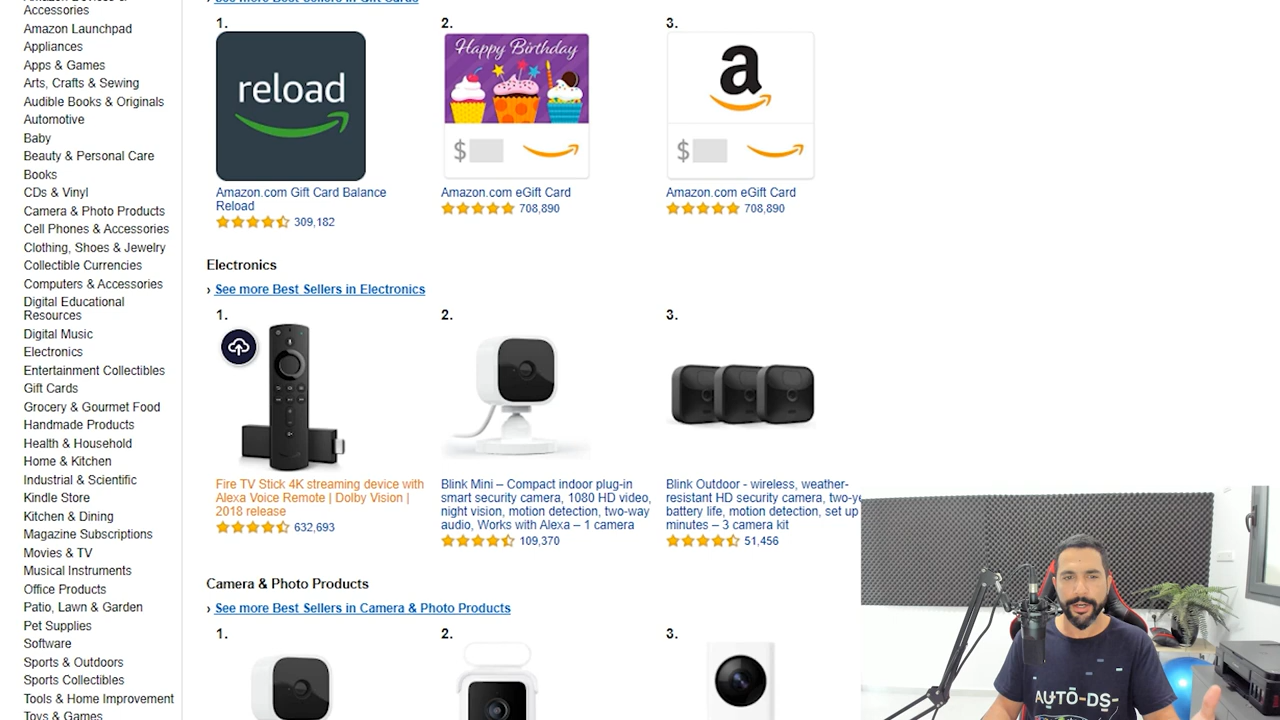 Accessories
Amazon Launchpad
Appliances
Apps & Games
Arts, Crafts & Sewing
Audible Books & Originals
Automotive
Baby
Beauty & Personal Care
Books
CDs & Vinyl
Camera & Photo Products
Cell Phones & Accessories
Clothing, Shoes & Jewelry
Collectible Currencies
Computers & Accessories
Digital Educational
Resources
Digital Music
Electronics
Entertainment Collectibles
Gift Cards
Grocery & Gourmet Food
Handmade Products
Health & Household
Home & Kitchen
Industrial & Scientific
Kindle Store
Kitchen & Dining
Magazine Subscriptions
Movies & TV
Musical Instruments
Office Products
Patio, Lawn & Garden
Pet Supplies
Software
Sports & Outdoors
Sports Collectibles
Tools & Home Improvement
Toys & Games
› See more Best Sellers in Gift Cards
1. 2. 3.
reload
Happy Birthday
a
$ $
Amazon.com Gift Card Balance
Reload
309,182
Amazon.com eGift Card
708,890
Amazon.com eGift Card
708,890
Electronics
› See more Best Sellers in Electronics
1. 2. 3.
Fire TV Stick 4K streaming device with
Alexa Voice Remote | Dolby Vision |
2018 release
632,693
Blink Mini – Compact indoor plug-in
smart security camera, 1080 HD video,
night vision, motion detection, two-way
audio, Works with Alexa – 1 camera
109,370
Blink Outdoor - wireless, weather-
resistant HD security camera, two-ye
battery life, motion detection, set up
minutes – 3 camera kit
51,456
Camera & Photo Products
› See more Best Sellers in Camera & Photo Products
1. 2. 3.
AUTO-DS-